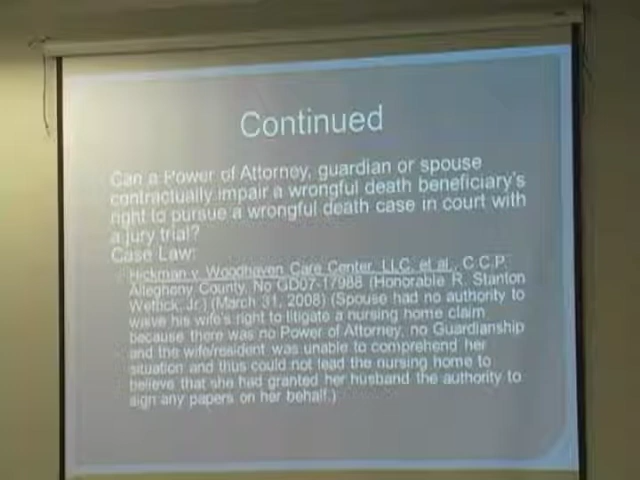 Continued
Can a Power of Attorney, guardian or spouse
contractually impair a wrongful death beneficiary's
right to pursue a wrongful death case in court with
a jury trial?
Case Law:
Hickman v. Woodhaven Care Center, LLC, et al., C.C.P.
Allegheny County, No GD07-17988 (Honorable R. Stanton
Wettick, Jr.) (March 31, 2008) (Spouse had no authority to
waive his wife's right to litigate a nursing home claim
because there was no Power of Attorney, no Guardianship
and the wife/resident was unable to comprehend her
situation and thus could not lead the nursing home to
believe that she had granted her husband the authority to
sign any papers on her behalf.)